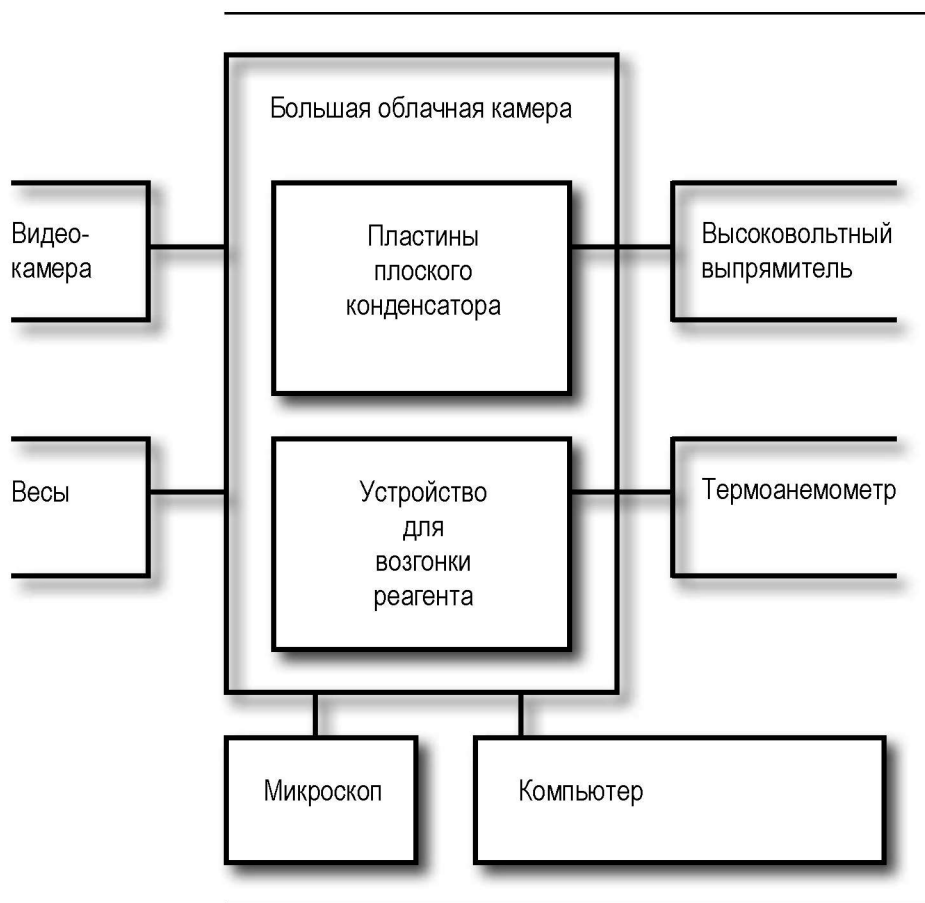 Большая облачная камера
Видео-
камера
Пластины
плоского
конденсатора
Высоковольтный
выпрямитель
Весы
Устройство
для
возгонки
реагента
Термоанемометр
Микроскоп
Компьютер